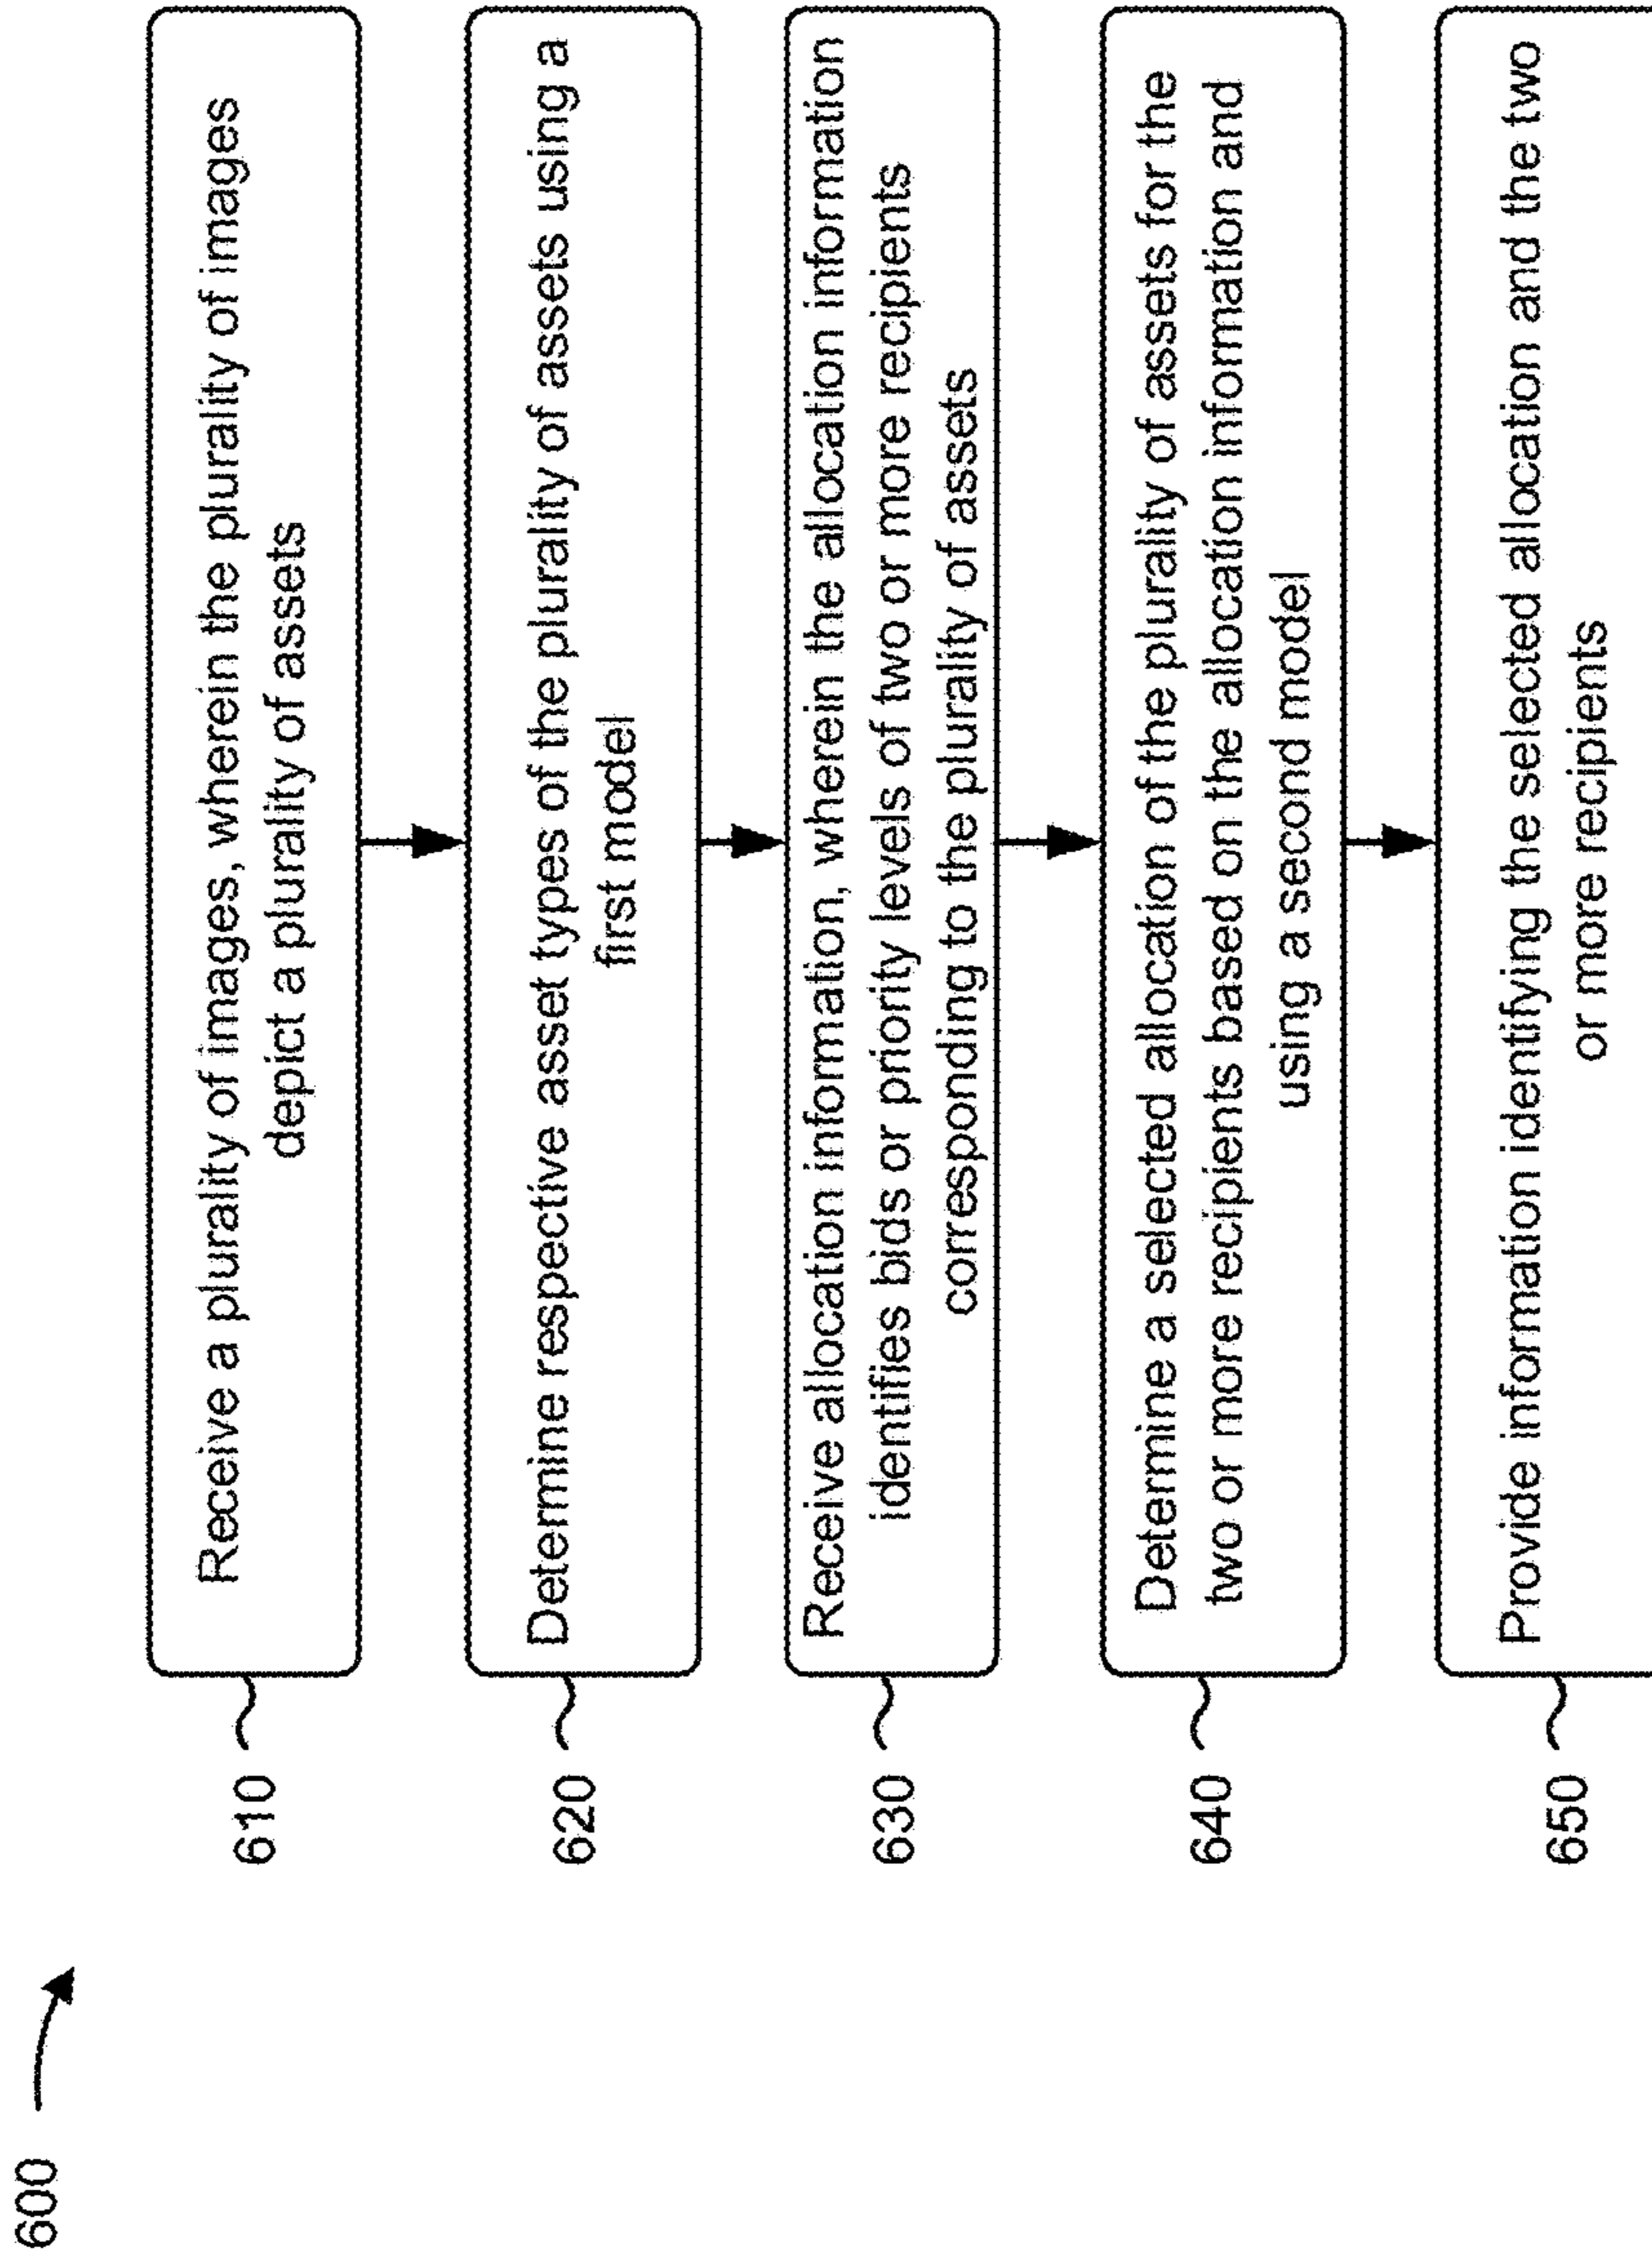 600
610
Receive a plurality of images, wherein the plurality of images
depict a plurality of assets
620
Determine respective asset types of the plurality of assets using a
first model
630
Receive allocation information, wherein the allocation information
identifies bids or priority levels of two or more recipients
corresponding to the plurality of assets
640
Determine a selected allocation of the plurality of assets for the
two or more recipients based on the allocation information and
using a second model
650
Provide information identifying the selected allocation and the two
or more recipients